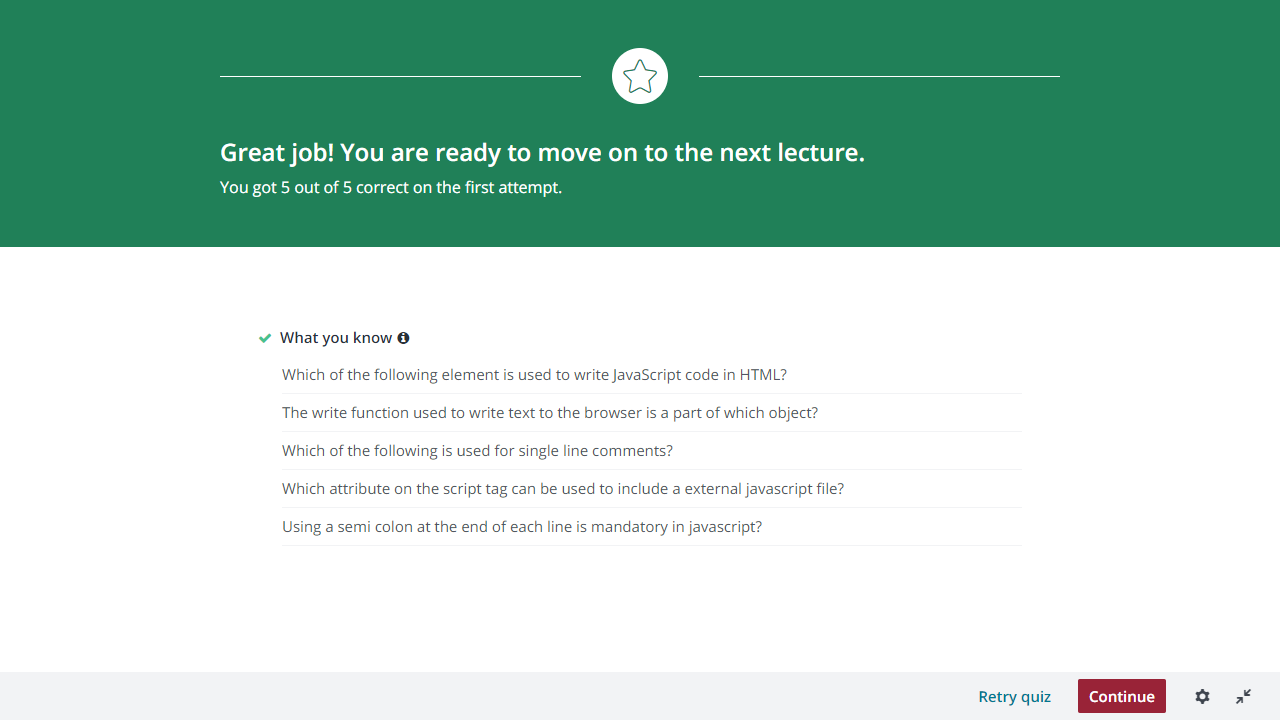 Great job! You are ready to move on to the next lecture.
You got 5 out of 5 correct on the first attempt.
What you know
Which of the following element is used to write JavaScript code in HTML?
The write function used to write text to the browser is a part of which object?
Which of the following is used for single line comments?
Which attribute on the script tag can be used to include a external javascript file?
Using a semi colon at the end of each line is mandatory in javascript?
Retry quiz
Continue